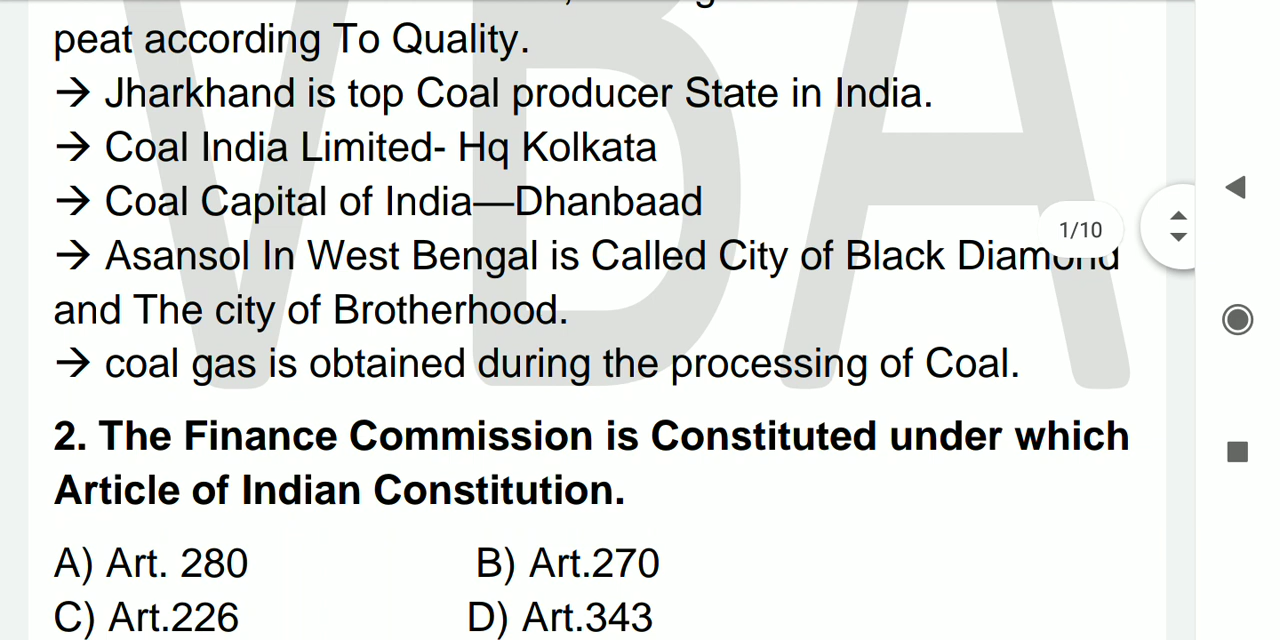 peat according To Quality.
→ Jharkhand is top Coal producer State in India.
→ Coal India Limited- Hq Kolkata
→ Coal Capital of India—Dhanbaad
1/10
→ Asansol In West Bengal is Called City of Black Diamond
and The city of Brotherhood.
→ coal gas is obtained during the processing of Coal.
2. The Finance Commission is Constituted under which
Article of Indian Constitution.
A) Art. 280 B) Art.270
C) Art.226 D) Art.343
VBA